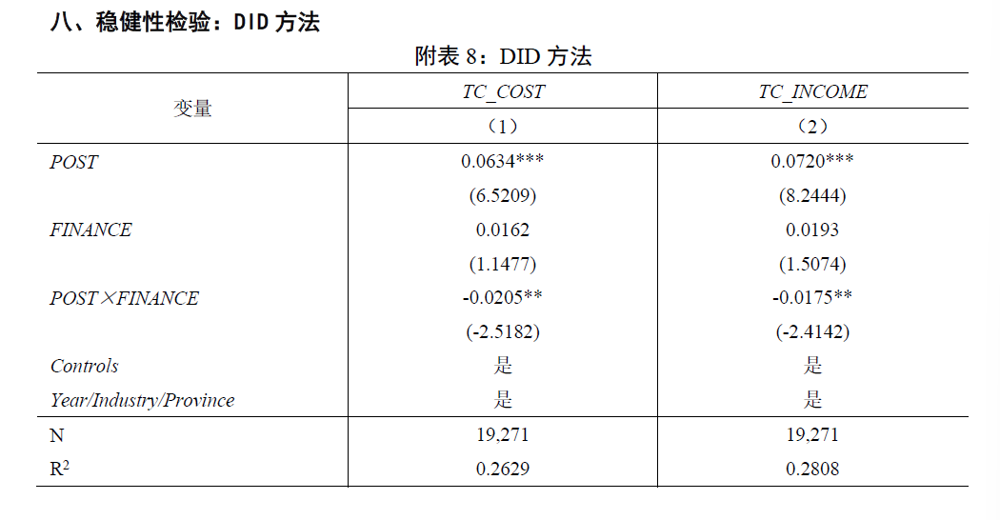 八、稳健性检验：DID 方法
附表 8：DID 方法
变量 TC_COST TC_INCOME
（1） （2）
POST 0.0634*** 0.0720***
(6.5209) (8.2444)
FINANCE 0.0162 0.0193
(1.1477) (1.5074)
POST×FINANCE -0.0205** -0.0175**
(-2.5182) (-2.4142)
Controls 是 是
Year/Industry/Province 是 是
N 19,271 19,271
R² 0.2629 0.2808